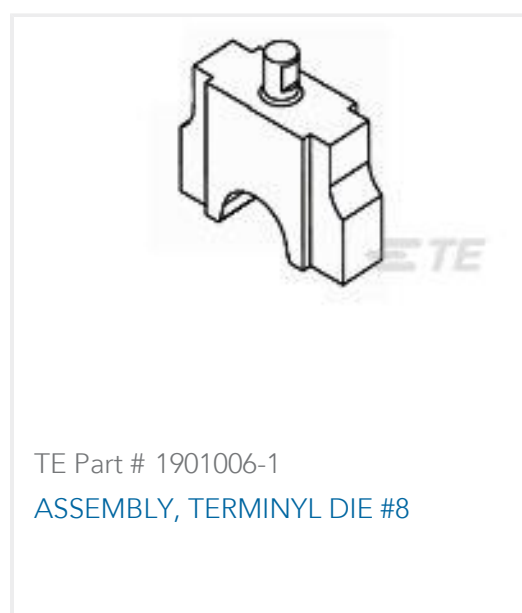 TE
TE Part # 1901006-1
ASSEMBLY, TERMINYL DIE #8